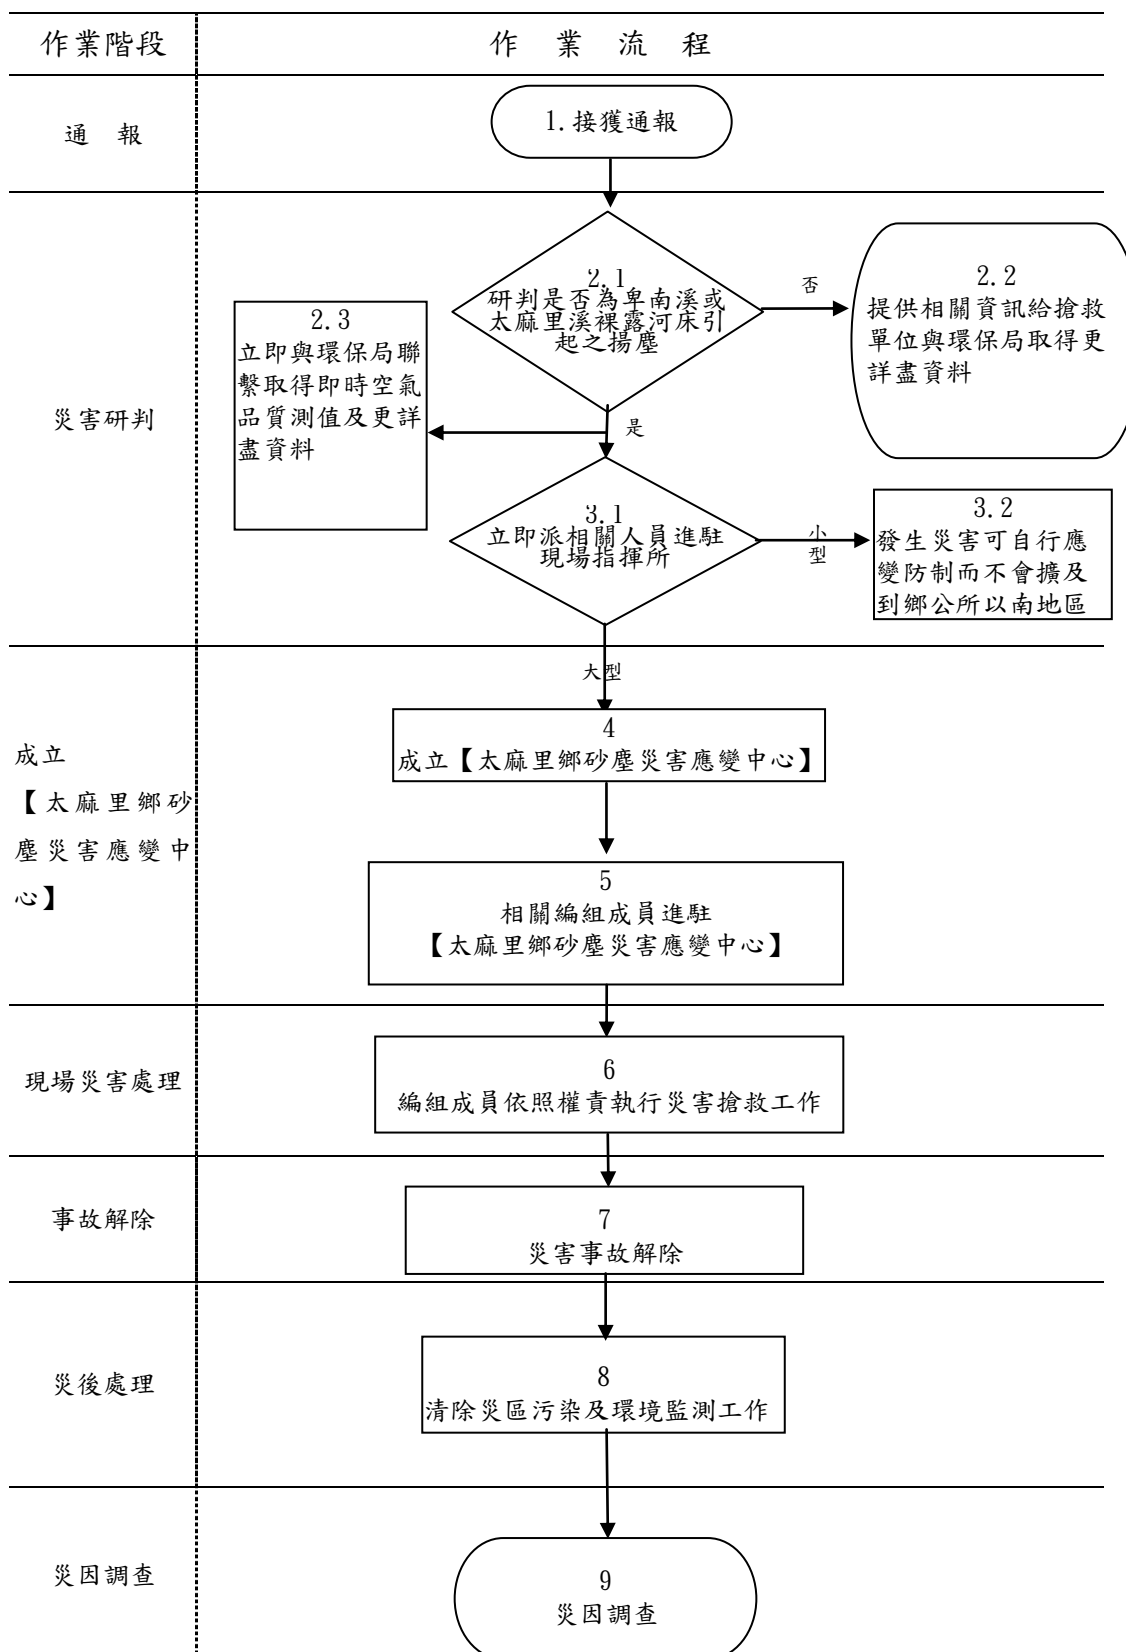 作業階段
作業流程
通報
1.接獲通報
災害研判
2.1
研判是否為卑南溪或
太麻里溪裸露河床引
起之揚塵
否
2.2
提供相關資訊給搶救
單位與環保局取得更
詳盡資料
2.3
立即與環保局聯
繫取得即時空氣
品質測值及更詳
盡資料
是
3.1
立即派相關人員進駐
現場指揮所
小
型
3.2
發生災害可自行應
變防制而不會擴及
到鄉公所以南地區
大型
成立
【太麻里鄉砂
塵災害應變中
心】
4
成立【太麻里鄉砂塵災害應變中心】
5
相關編組成員進駐
【太麻里鄉砂塵災害應變中心】
現場災害處理
6
編組成員依照權責執行災害搶救工作
事故解除
7
災害事故解除
災後處理
8
清除災區污染及環境監測工作
災因調查
9
災因調查